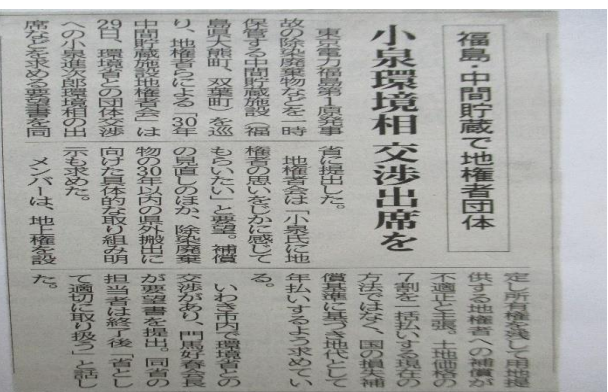 福島・中間貯蔵で地権者団体
小泉環境相 交渉出席を
東京電力福島第1原発事
故の除染廃棄物などを一時
保管する中間貯蔵施設（福
島県大熊町、双葉町）を巡
り、地権者らによる「30年
中間貯蔵施設地権者会」は
29日、環境省との団体交渉
への小泉進次郎環境相の出
席などを求める要望書を同
省に提出した。
地権者会は「小泉氏に地
権者の思いをじかに感じて
もらいたい」と要望。補償
の見直しのほか、除染廃棄
物の30年以内の県外搬出に
向けた具体的な取り組み明
示も求めた。
メンバーは、地上権を設
定し所有権を残して用地提
供する地権者への補償が
不適正と主張。土地価格の
7割を一括払いする現在の
方法ではなく、国の損失補
償基準に基づき地代として
年払いするよう求めてい
る。
いわき市内で環境省との
交渉があり、門馬好春会長
が要望書を提出。同省の
担当者は終了後「省とし
て適切に取り扱う」と話し
た。